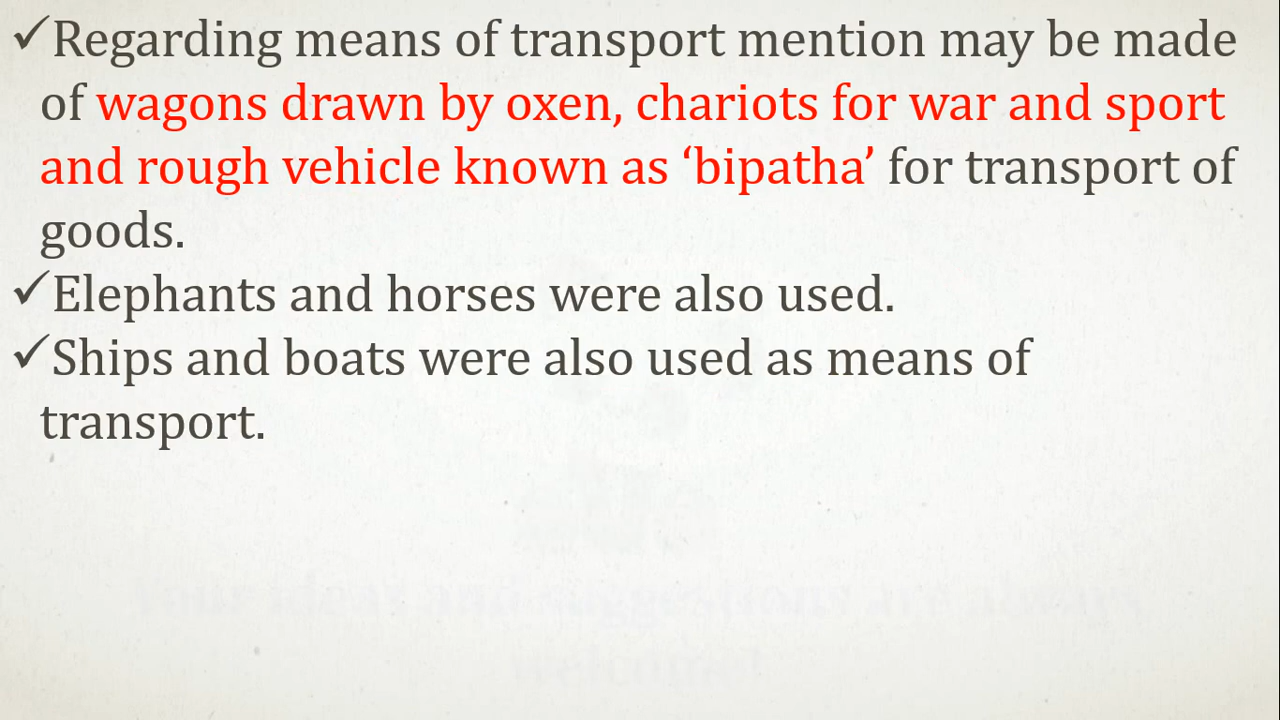 ✓Regarding means of transport mention may be made
of wagons drawn by oxen, chariots for war and sport
and rough vehicle known as ‘bipatha’ for transport of
goods.
✓Elephants and horses were also used.
✓Ships and boats were also used as means of
transport.